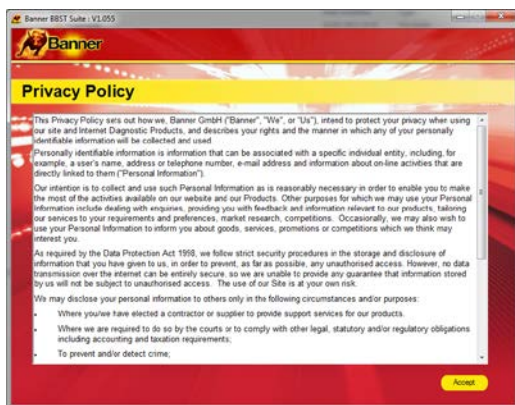 Banner BBST Suite : V1.055
Banner
Privacy Policy
This Privacy Policy sets out how we, Banner GmbH ("Banner", "We", or "Us"), intend to protect your privacy when using
our site and Internet Diagnostic Products, and describes your rights and the manner in which any of your personally
identifiable information will be collected and used
Personally identifiable information is information that can be associated with a specific individual entity, including, for
example, a user's name, address or telephone number, e-mail address and information about on-line activities that are
directly linked to them ("Personal Information").
Our intention is to collect and use such Personal Information as is reasonably necessary in order to enable you to make
the most of the activities available on our website and our Products. Other purposes for which we may use your Personal
Information include dealing with enquiries, providing you with feedback and information relevant to our products, tailoring
our services to your requirements and preferences, market research, competitions. Occasionally, we may also wish to
use your Personal Information to inform you about goods, services, promotions or competitions which we think may
interest you.
As required by the Data Protection Act 1998, we follow strict security procedures in the storage and disclosure of
information that you have given to us, in order to prevent, as far as possible, any unauthorised access. However, no data
transmission over the internet can be entirely secure, so we are unable to provide any guarantee that information stored
by us will not be subject to unauthorised access. The use of our Site is at your own risk.
We may disclose your personal information to others only in the following circumstances and/or purposes:
• Where you/we have elected a contractor or supplier to provide support services for our products.
• Where we are required to do so by the courts or to comply with other legal, statutory and/or regulatory obligations
including accounting and taxation requirements;
• To prevent and/or detect crime;
Accept